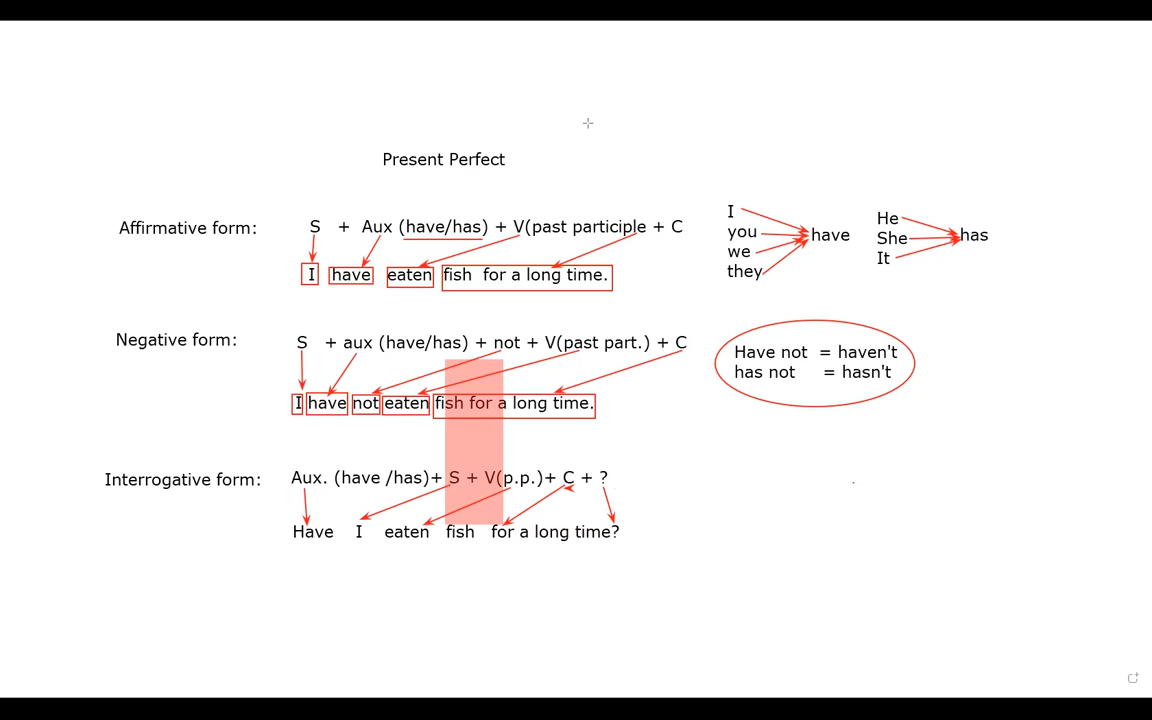 Present Perfect
Affirmative form: S + Aux (have/has) + V(past participle + C
I have eaten fish for a long time.
I
you
we
they
have
He
She
It
has
Negative form: S + aux (have/has) + not + V(past part.) + C
I have not eaten fish for a long time.
Have not = haven't
has not = hasn't
Interrogative form: Aux. (have /has)+ S + V(p.p.)+ C + ?
Have I eaten fish for a long time?